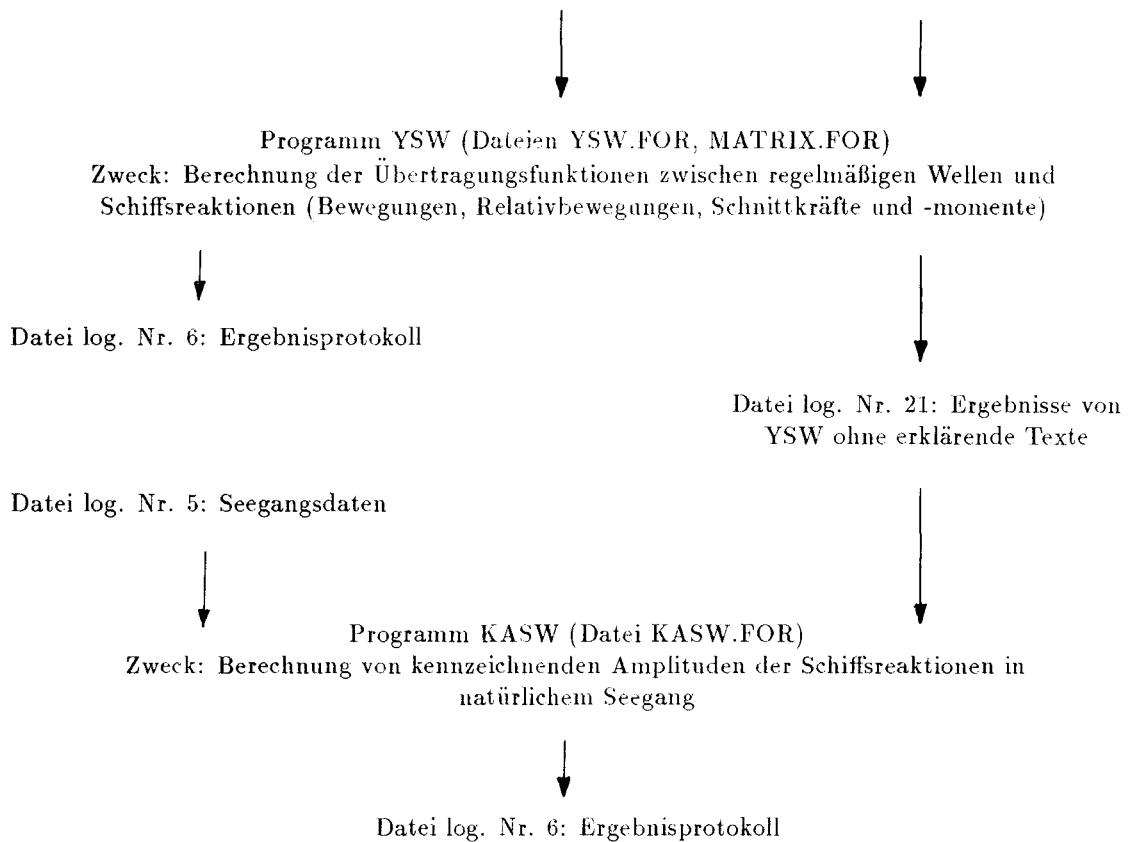 Programm YSW (Dateien YSW.FOR, MATRIX.FOR)
Zweck: Berechnung der Übertragungsfunktionen zwischen regelmäßigen Wellen und
Schiffsreaktionen (Bewegungen, Relativbewegungen, Schnittkräfte und -momente)
Datei log. Nr. 6: Ergebnisprotokoll
Datei log. Nr. 21: Ergebnisse von
YSW ohne erklärende Texte
Datei log. Nr. 5: Seegangsdaten
Programm KASW (Datei KASW.FOR)
Zweck: Berechnung von kennzeichnenden Amplituden der Schiffsreaktionen in
natürlichem Seegang
Datei log. Nr. 6: Ergebnisprotokoll